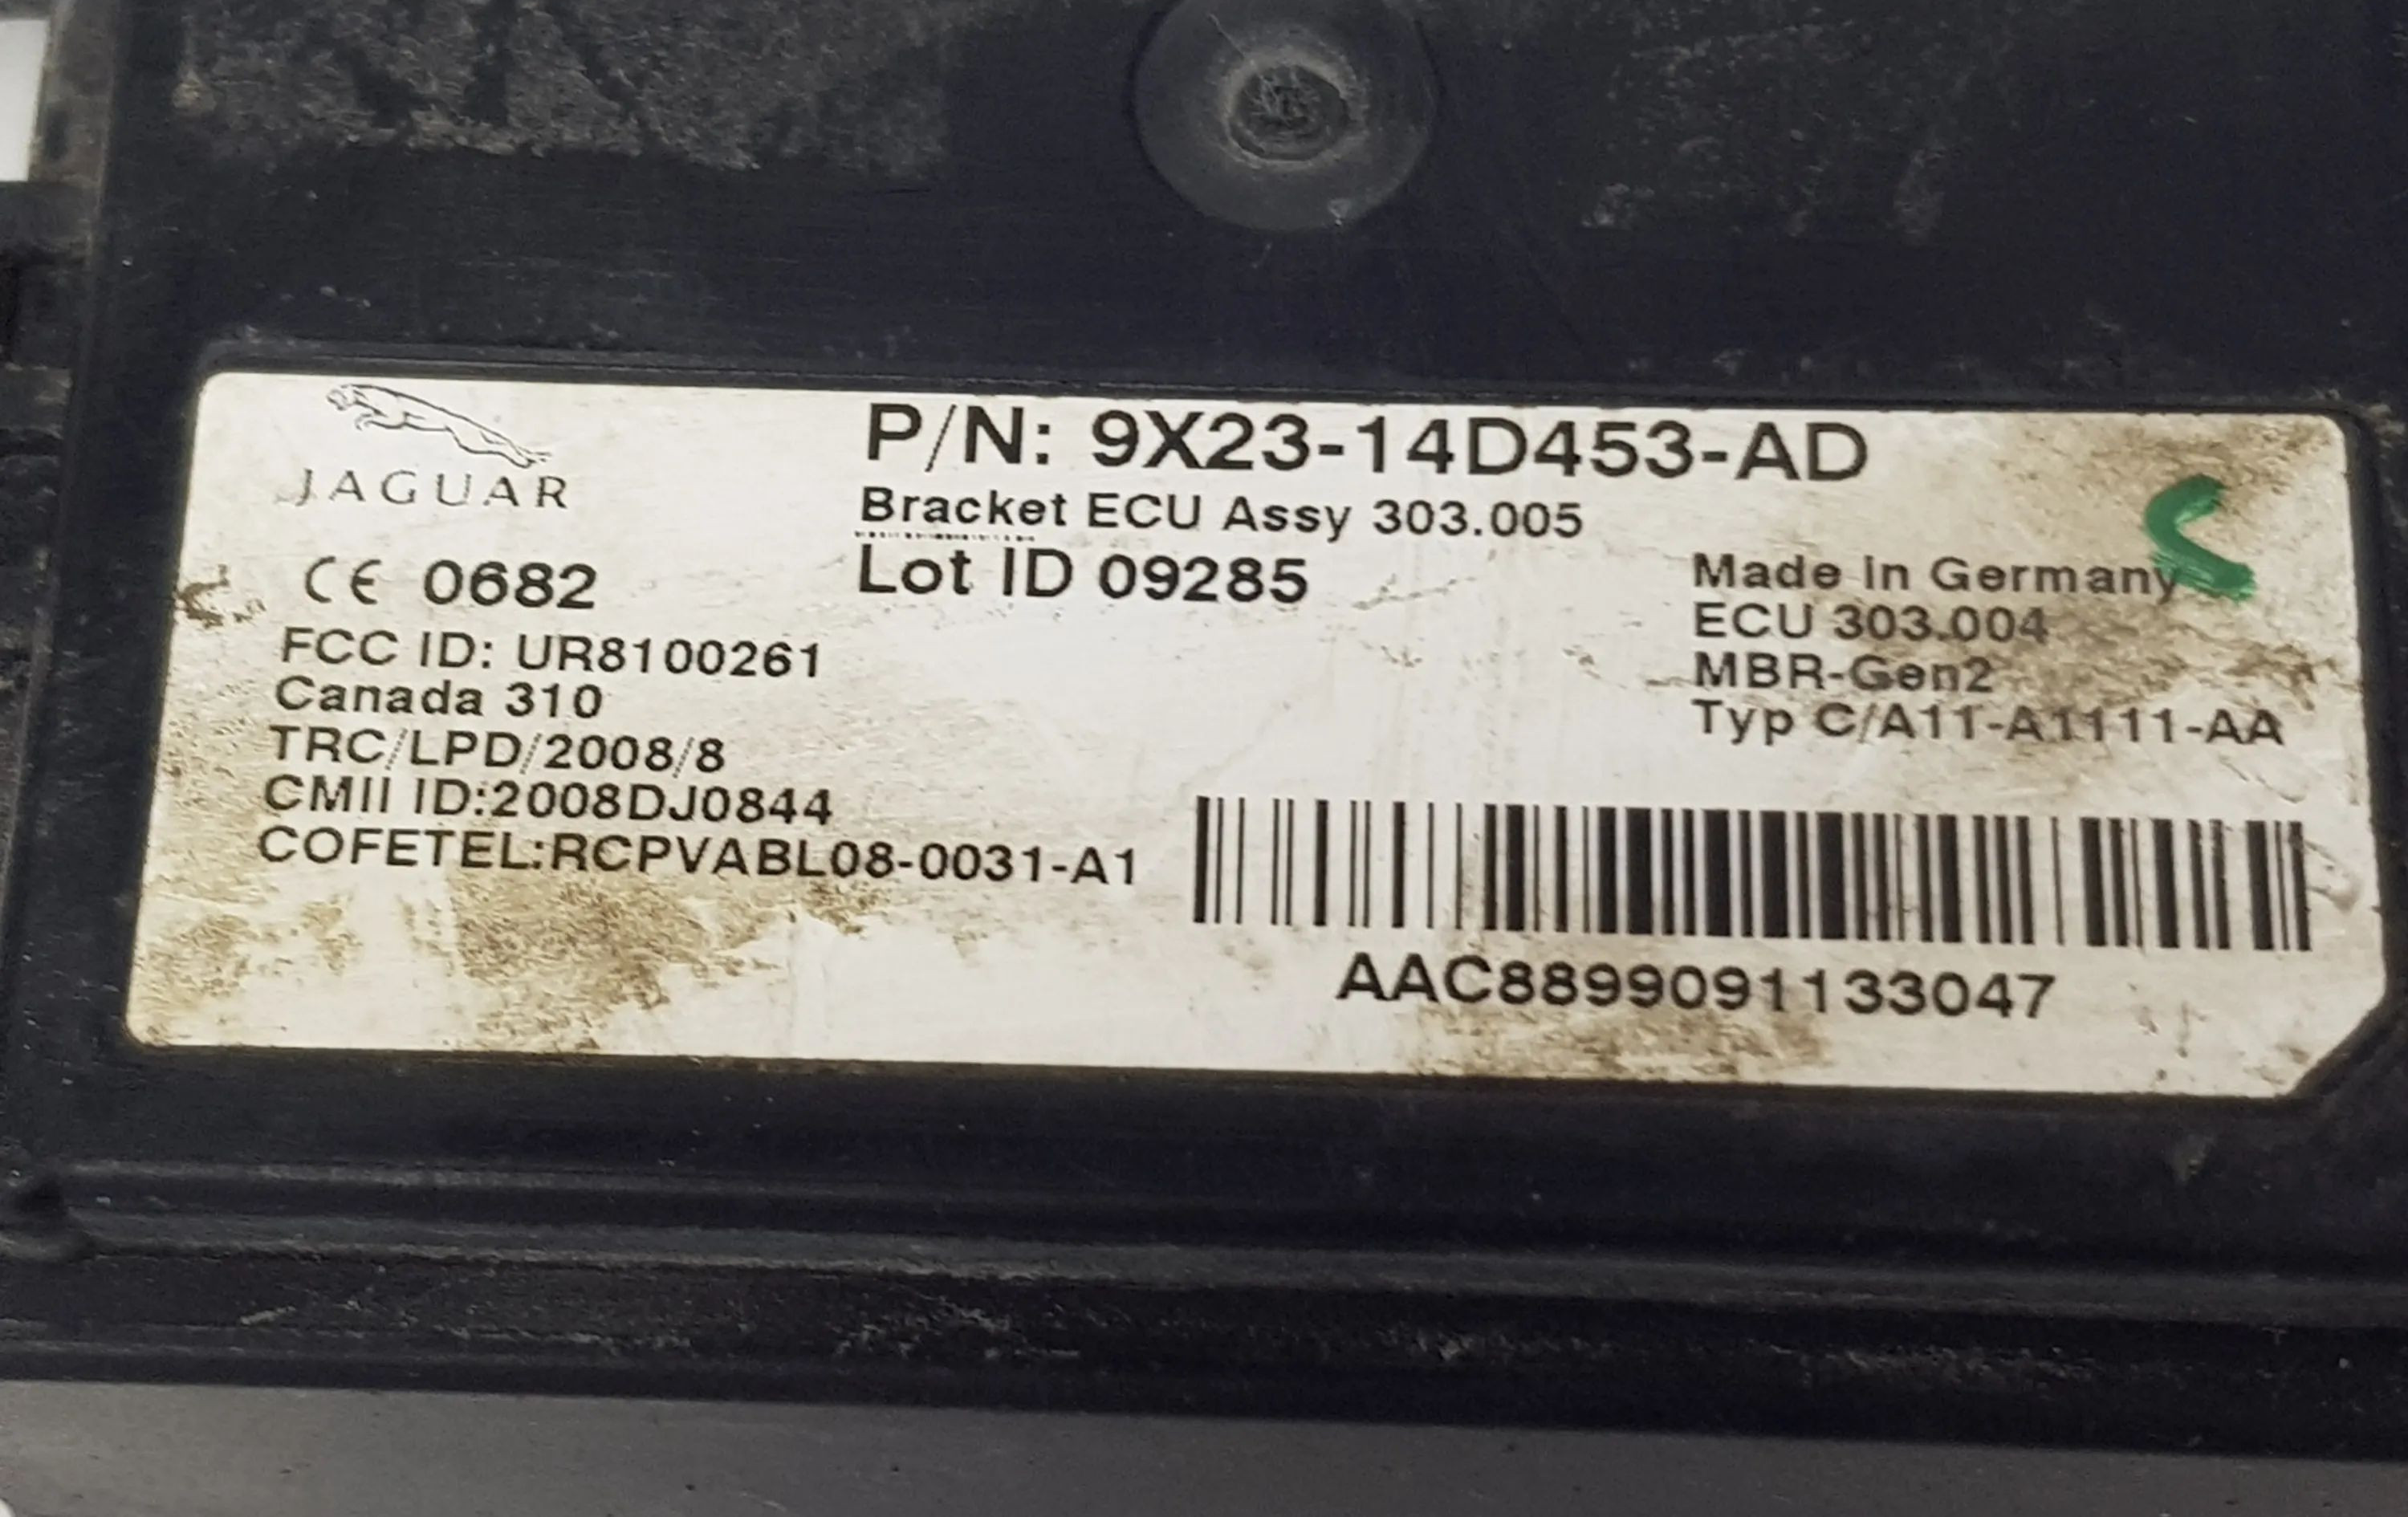 JAGUAR
P/N: 9X23-14D453-AD
Bracket ECU Assy 303.005
Lot ID 09285
CE 0682
FCC ID: UR8100261
Canada 310
TRC/LPD/2008/8
CMII ID:2008DJ0844
COFETEL:RCPVABL08-0031-A1
Made in Germany
ECU 303.004
MBR-Gen2
Typ C/A11-A1111-AA
AAC8899091133047